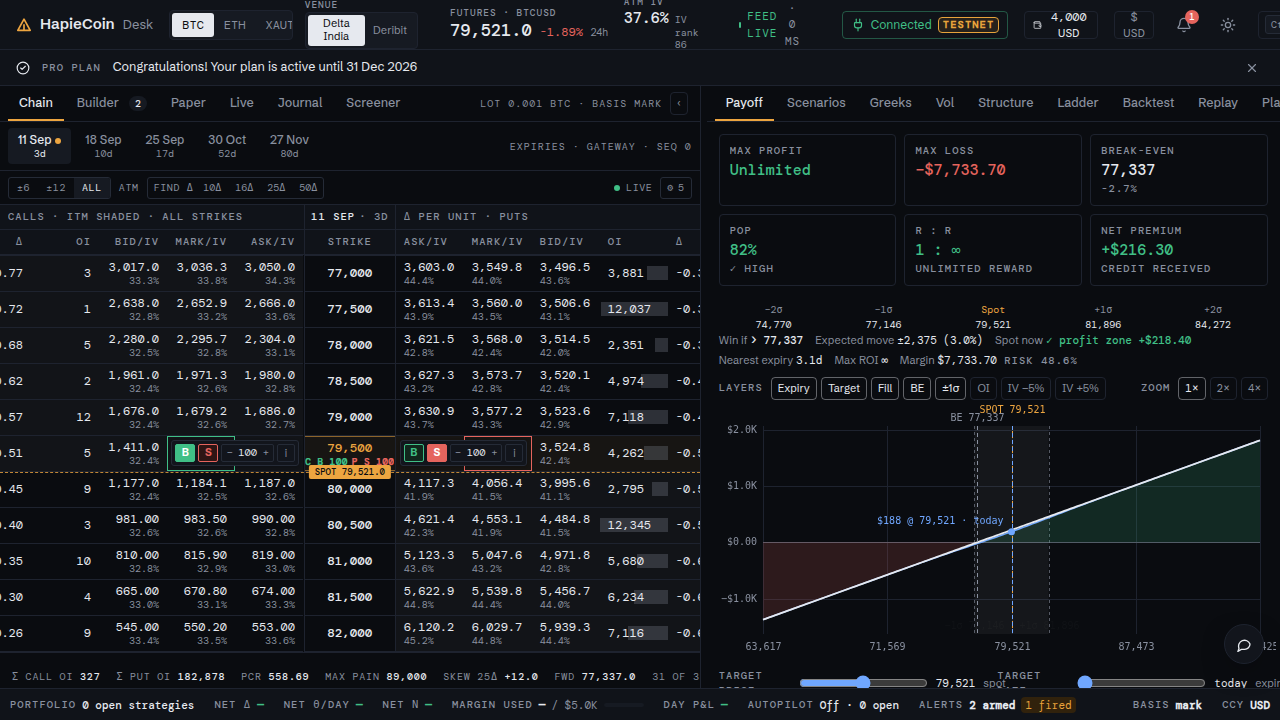 HapieCoin Desk BTC ETH XAUT VENUE Delta India Deribit FUTURES · BTCUSD 79,521.0 -1.89% 24h ATM IV 37.6% IV rank 86 FEED LIVE · 0 MS Connected TESTNET 4,000 USD $ USD 1
PRO PLAN Congratulations! Your plan is active until 31 Dec 2026
Chain Builder 2 Paper Live Journal Screener LOT 0.001 BTC · BASIS MARK ‹
11 Sep 3d 18 Sep 10d 25 Sep 17d 30 Oct 52d 27 Nov 80d EXPIRIES · GATEWAY · SEQ 0
±6 ±12 ALL ATM FIND Δ 10Δ 16Δ 25Δ 50Δ LIVE 5
CALLS · ITM SHADED · ALL STRIKES 11 SEP · 3D Δ PER UNIT · PUTS
Δ OI BID/IV MARK/IV ASK/IV STRIKE ASK/IV MARK/IV BID/IV OI Δ
0.77 3 3,017.0 3,036.3 3,050.0 77,000 3,603.0 3,549.8 3,496.5 3,881
33.3% 33.8% 34.3% 44.4% 44.0% 43.6%
0.72 1 2,638.0 2,652.9 2,666.0 77,500 3,613.4 3,560.0 3,506.6 12,037
32.8% 33.2% 33.6% 43.9% 43.5% 43.1%
0.68 5 2,280.0 2,295.7 2,304.0 78,000 3,621.5 3,568.0 3,514.6 2,351
32.5% 32.8% 33.1% 42.8% 42.4% 42.0%
0.62 2 1,961.0 1,971.3 1,980.0 78,500 3,627.3 3,573.7 3,520.1 4,974
32.4% 32.6% 32.8% 43.2% 42.8% 42.4%
0.57 12 1,676.0 1,679.2 1,686.0 79,000 3,630.9 3,577.2 3,523.6 7,118
32.4% 32.6% 32.7% 43.7% 43.3% 42.9%
0.51 5 1,411.0 B S − 100 + 79,500 B S − 100 + 3,524.8 4,262
32.4% C B 100 P S 100 42.4%
SPOT 79,521.0
0.45 9 1,177.0 1,184.1 1,187.0 80,000 4,117.3 4,056.4 3,995.6 2,795
32.4% 32.5% 32.6% 41.9% 41.5% 41.1%
0.40 3 981.00 983.50 990.00 80,500 4,621.4 4,553.1 4,484.8 12,345
32.6% 32.6% 32.8% 42.3% 41.9% 41.5%
0.35 10 810.00 815.90 819.00 81,000 5,123.3 5,047.6 4,971.8 5,680
32.8% 32.9% 33.0% 43.6% 43.2% 42.8%
0.30 4 665.00 670.80 674.00 81,500 5,622.9 5,539.8 5,456.7 6,234
33.0% 33.1% 33.3% 44.8% 44.4% 44.0%
0.26 9 545.00 550.20 553.00 82,000 6,120.2 6,029.7 5,939.3 7,116
33.4% 33.5% 33.6% 45.2% 44.8% 44.4%
Σ CALL OI 327 Σ PUT OI 182,878 PCR 558.69 MAX PAIN 89,000 SKEW 25Δ +12.0 FWD 77,337.0 31 OF 3
Payoff Scenarios Greeks Vol Structure Ladder Backtest Replay
MAX PROFIT MAX LOSS BREAK-EVEN
Unlimited −$7,733.70 77,337
-2.7%
POP R : R NET PREMIUM
82% 1 : ∞ +$216.30
✓ HIGH UNLIMITED REWARD CREDIT RECEIVED
−2σ −1σ Spot +1σ +2σ
74,770 77,146 79,521 81,896 84,272
Win if > 77,337 Expected move ±2,375 (3.0%) Spot now ✓ profit zone +$218.40
Nearest expiry 3.1d Max ROI ∞ Margin $7,733.70 RISK 48.6%
LAYERS Expiry Target Fill BE ±1σ OI IV −5% IV +5% ZOOM 1× 2× 4×
SPOT 79,521
BE 77,337
$2.0K
$1.0K
$188 @ 79,521 · today
$0.00
−$1.0K
63,617 71,569 79,521 87,473
TARGET 79,521 spot TARGET today
PORTFOLIO 0 open strategies NET Δ — NET Θ/DAY — NET N — MARGIN USED — / $5.0K DAY P&L — AUTOPILOT Off · 0 open ALERTS 2 armed 1 fired BASIS mark CCY USD